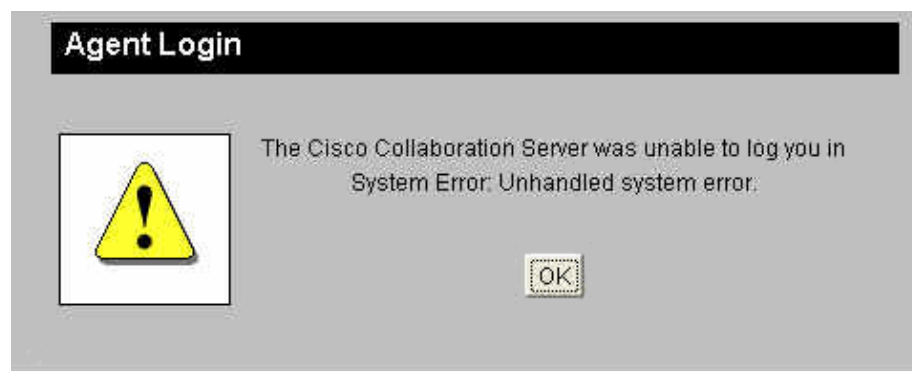 Agent Login
The Cisco Collaboration Server was unable to log you in
System Error: Unhandled system error.
OK